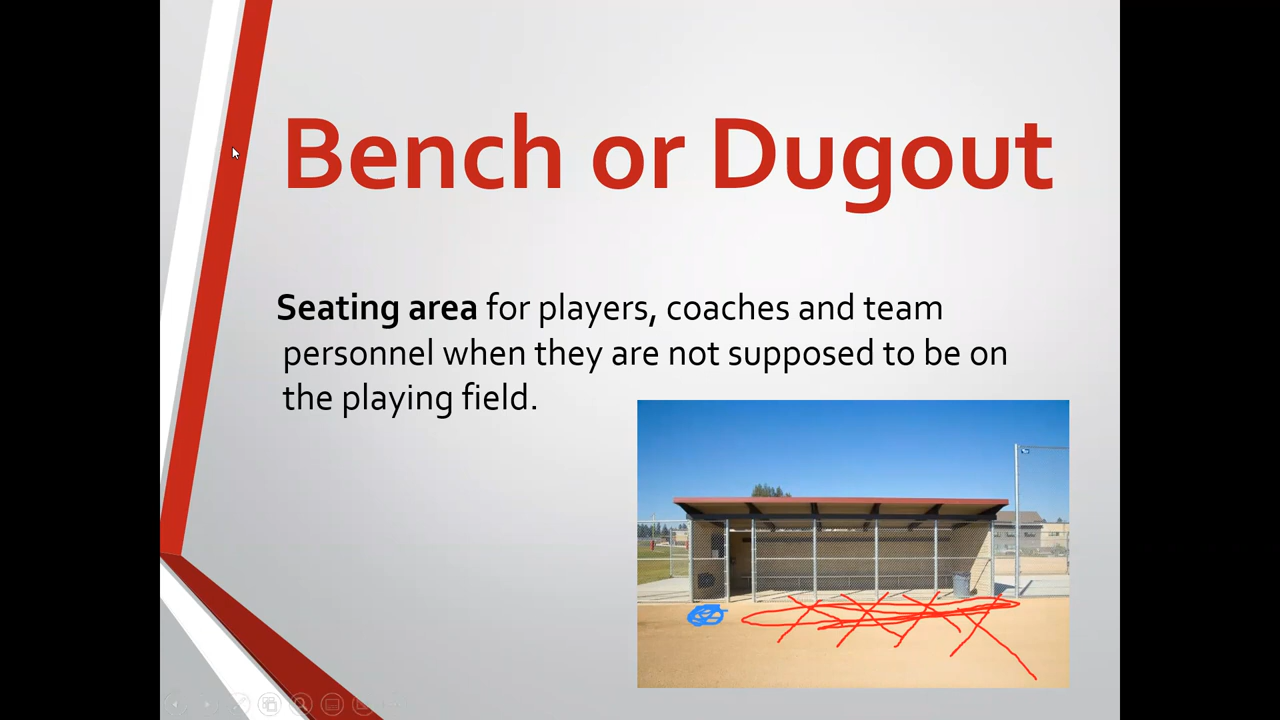 Bench or Dugout
Seating area for players, coaches and team
personnel when they are not supposed to be on
the playing field.